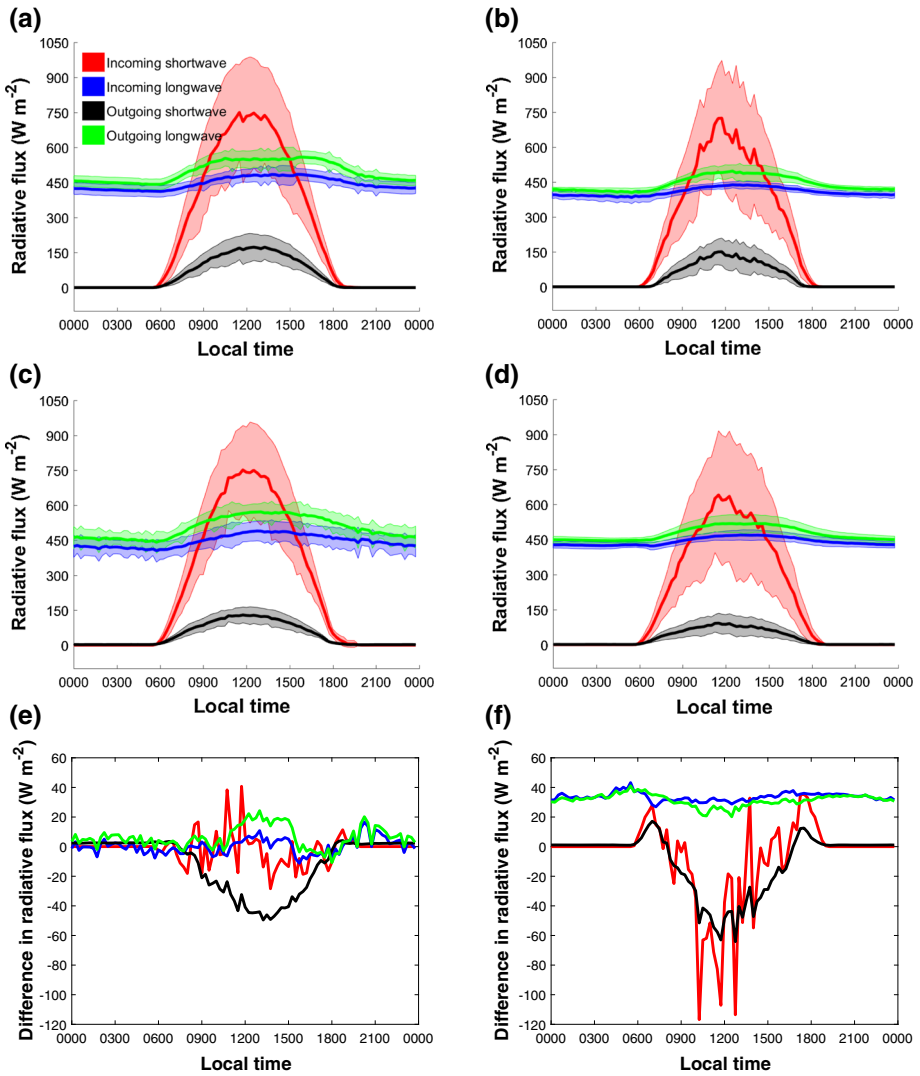 (a)
Radiative flux (W m⁻²)
1050
900
750
600
450
300
150
0
Incoming shortwave
Incoming longwave
Outgoing shortwave
Outgoing longwave
0000 0300 0600 0900 1200 1500 1800 2100 0000
Local time
(b)
Radiative flux (W m⁻²)
1050
900
750
600
450
300
150
0
0000 0300 0600 0900 1200 1500 1800 2100 0000
Local time
(c)
Radiative flux (W m⁻²)
1050
900
750
600
450
300
150
0
0000 0300 0600 0900 1200 1500 1800 2100 0000
Local time
(d)
Radiative flux (W m⁻²)
1050
900
750
600
450
300
150
0
0000 0300 0600 0900 1200 1500 1800 2100 0000
Local time
(e)
Difference in radiative flux (W m⁻²)
60
40
20
0
-20
-40
-60
-80
-100
-120
0000 0300 0600 0900 1200 1500 1800 2100 0000
Local time
(f)
Difference in radiative flux (W m⁻²)
60
40
20
0
-20
-40
-60
-80
-100
-120
0000 0300 0600 0900 1200 1500 1800 2100 0000
Local time